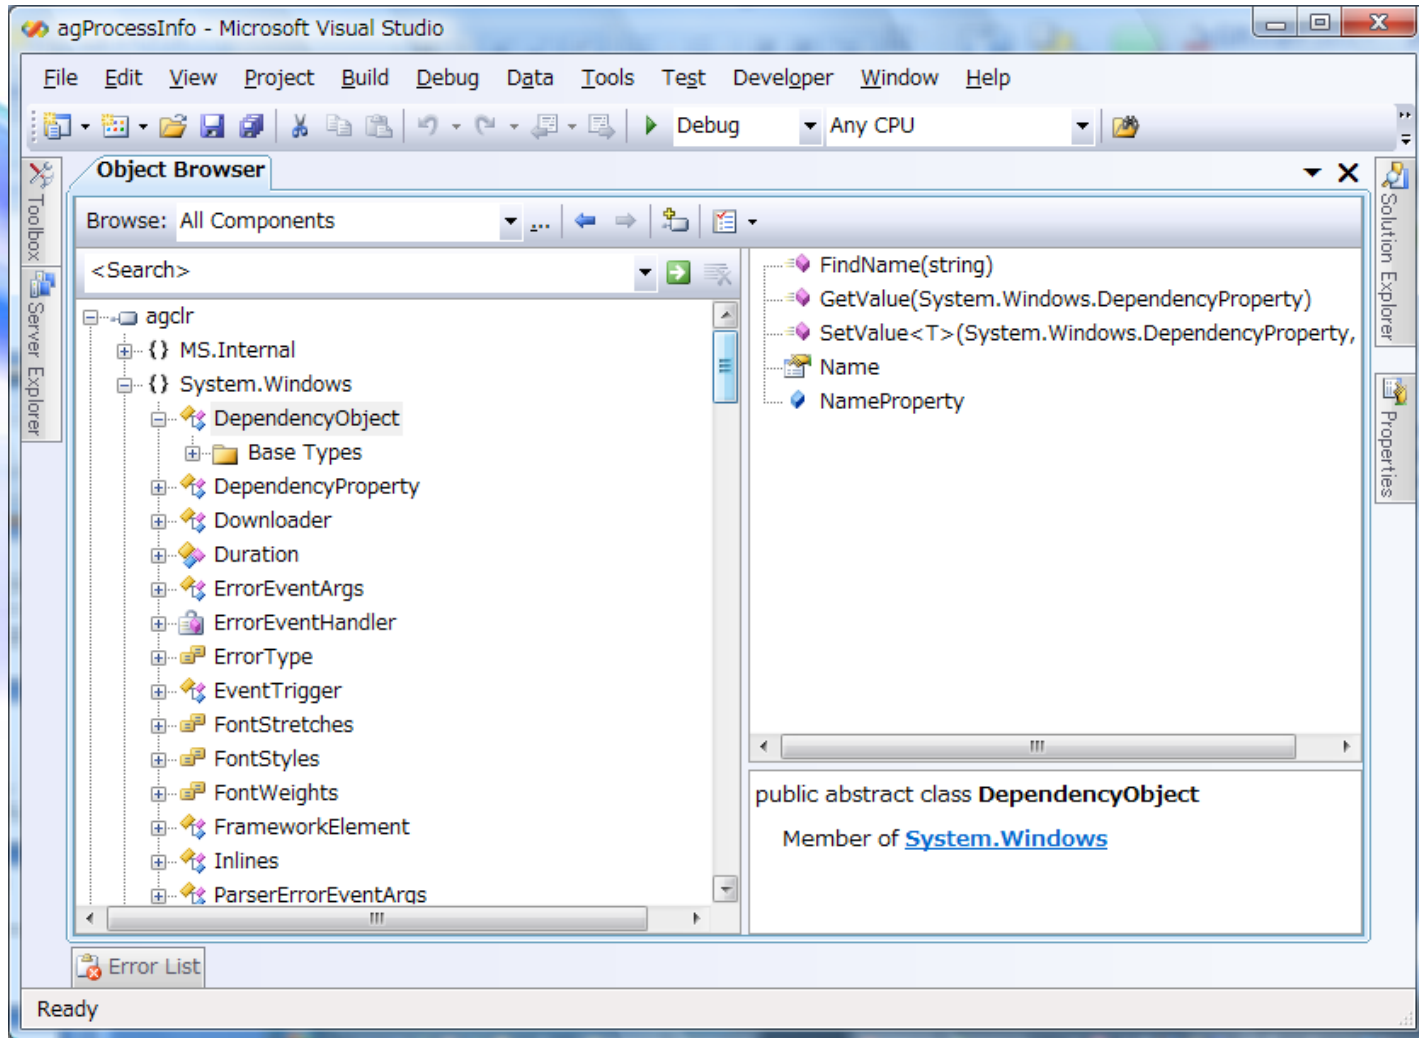 agProcessInfo - Microsoft Visual Studio
File Edit View Project Build Debug Data Tools Test Developer Window Help
Debug Any CPU
Toolbox
Server Explorer
Object Browser
Browse: All Components ...
<Search>
agclr
{} MS.Internal
{} System.Windows
DependencyObject
Base Types
DependencyProperty
Downloader
Duration
ErrorEventArgs
ErrorEventHandler
ErrorType
EventTrigger
FontStretches
FontStyles
FontWeights
FrameworkElement
Inlines
ParserErrorEventArgs
FindName(string)
GetValue(System.Windows.DependencyProperty)
SetValue<T>(System.Windows.DependencyProperty,
Name
NameProperty
public abstract class DependencyObject
Member of System.Windows
Solution Explorer
Properties
Error List
Ready